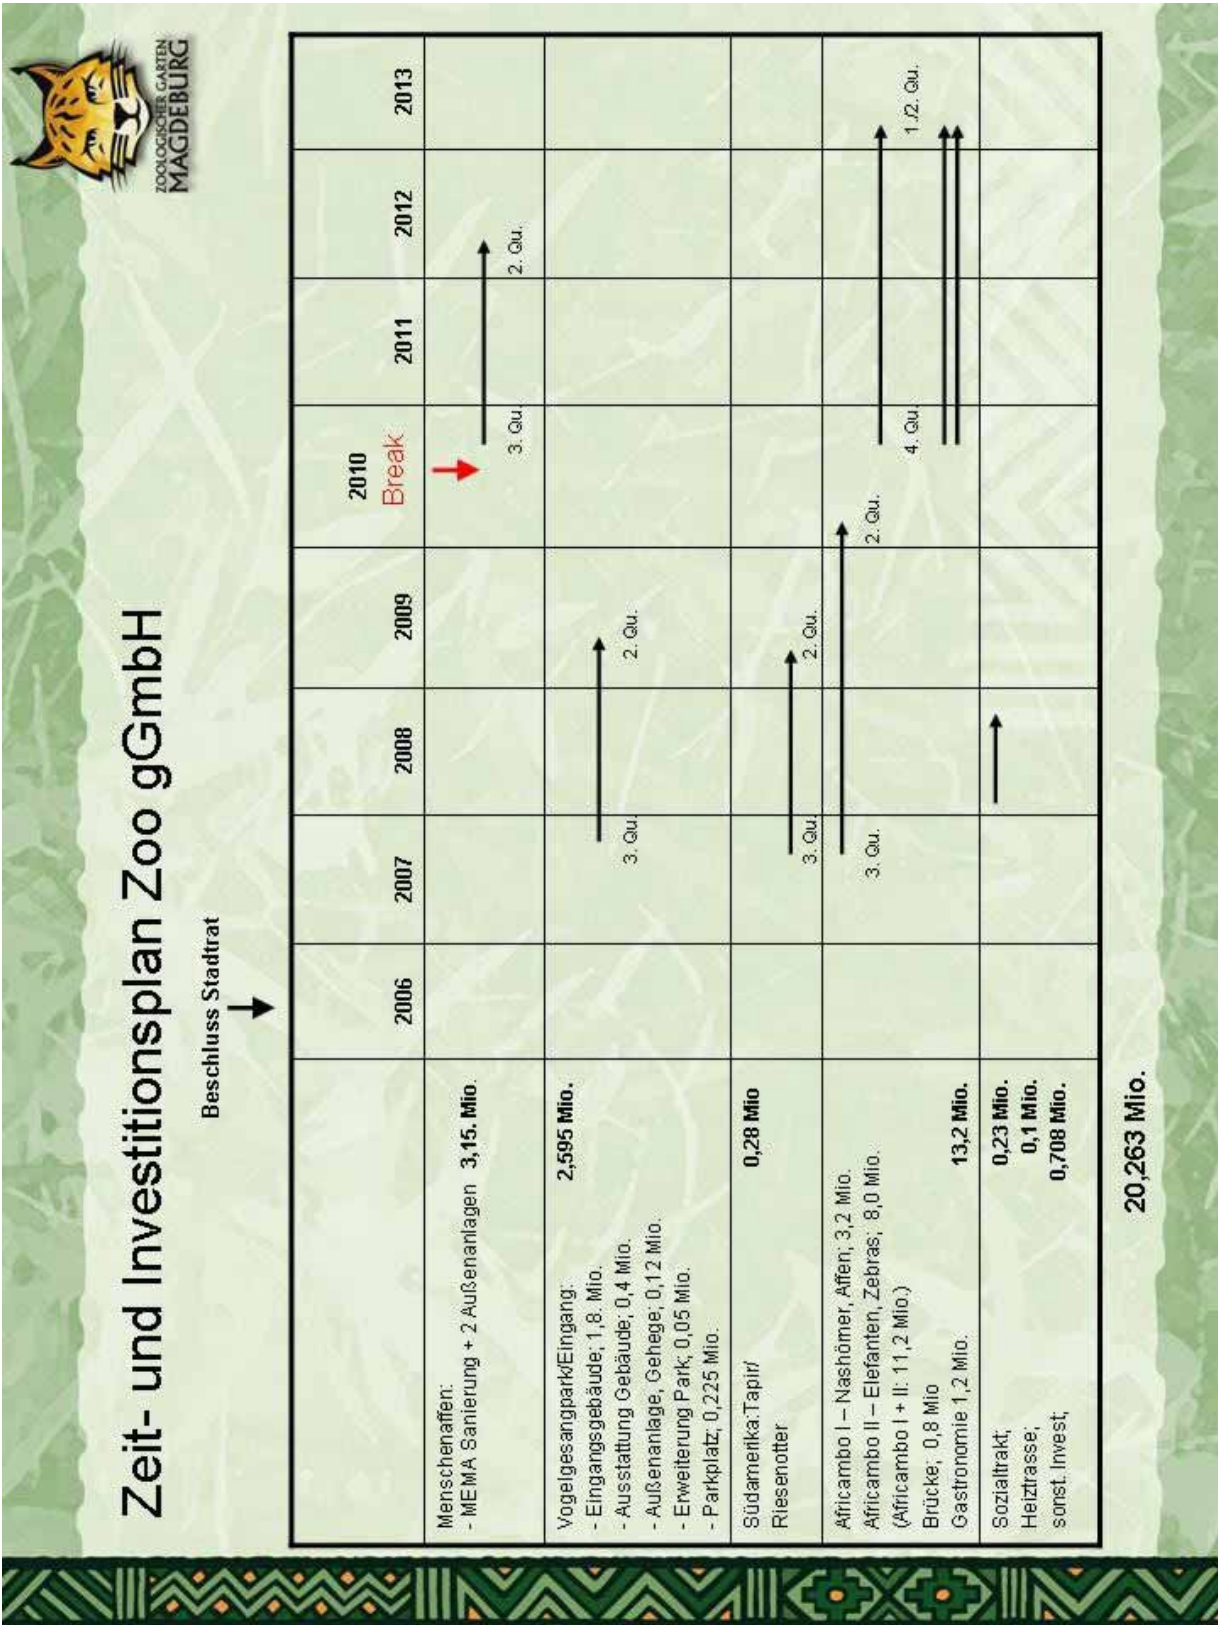 Zeit- und Investitionsplan Zoo gGmbH
ZOOLOGISCHER GARTEN
MAGDEBURG
Beschluss Stadtrat
2006 2007 2008 2009 2010 2011 2012 2013
Break
Menschenaffen:
- MEMA Sanierung + 2 Außenanlagen 3,15. Mio.
3. Qu. 2. Qu.
Vogelgesangpark/Eingang:
- Eingangsgebäude; 1,8. Mio. 2,595 Mio.
- Ausstattung Gebäude; 0,4 Mio.
- Außenanlage, Gehege; 0,12 Mio.
- Erweiterung Park; 0,05 Mio.
- Parkplatz; 0,225 Mio.
3. Qu. 2. Qu.
Südamerika:Tapir/ 0,28 Mio
Riesenotter
3. Qu. 2. Qu.
Africambo I – Nashörner, Affen; 3,2 Mio.
Africambo II – Elefanten, Zebras; 8,0 Mio.
3. Qu. 2. Qu.
(Africambo I + II: 11,2 Mio.)
4. Qu. 1./2. Qu.
Brücke; 0,8 Mio
Gastronomie 1,2 Mio. 13,2 Mio.
Sozialtrakt; 0,23 Mio.
Heiztrasse; 0,1 Mio.
sonst. Invest; 0,708 Mio.
20,263 Mio.